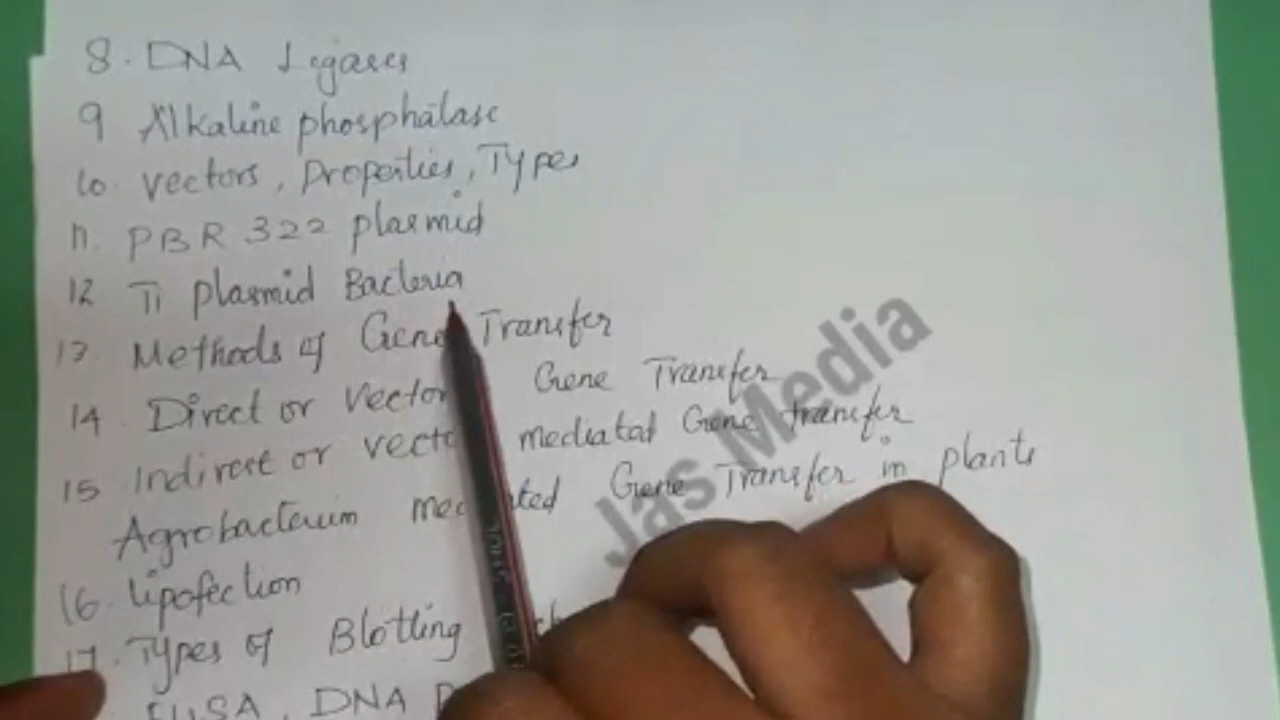 8. DNA Ligases
9 Alkaline phosphatase
10. Vectors, Properties, Types
11. PBR 322 plasmid
12 Ti plasmid Bacteria
13. Methods of Gene Transfer
14. Direct or Vector Gene Transfer
15 Indirect or vecto mediated Gene transfer
Agrobacterium mediated Gene Transfer in plants
16. Lipofection
17. Types of Blotting
ELISA, DNA
Jas Media